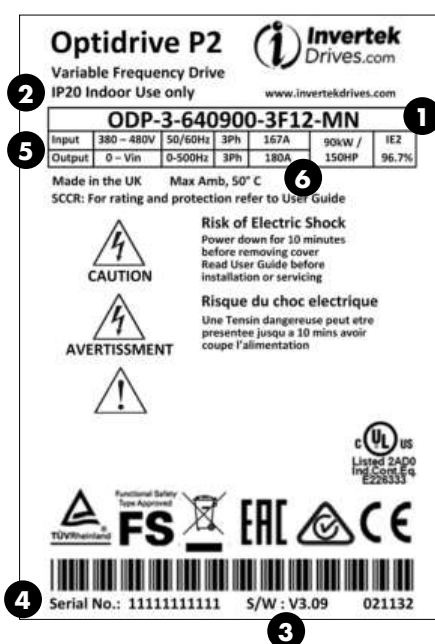 Optidrive P2
Invertek
Drives.com
Variable Frequency Drive
2
IP20 Indoor Use only
www.invertekdrives.com
ODP-3-640900-3F12-MN
1
5
Input 380 – 480V 50/60Hz 3Ph 167A 90kW / IE2
Output 0 – Vin 0-500Hz 3Ph 180A 150HP 96.7%
6
Made in the UK Max Amb, 50° C
SCCR: For rating and protection refer to User Guide
Risk of Electric Shock
Power down for 10 minutes
before removing cover
Read User Guide before
installation or servicing
CAUTION
Risque du choc electrique
Une Tensin dangereuse peut etre
presentee jusqu a 10 mins avoir
coupe l'alimentation
AVERTISSMENT
c UL us
Listed 2AD0
Ind.Cont.Eq.
E226333
TÜVRheinland
Functional Safety
Type Approved
FS
EAC
CE
4
Serial No.: 11111111111 S/W : V3.09 021132
3